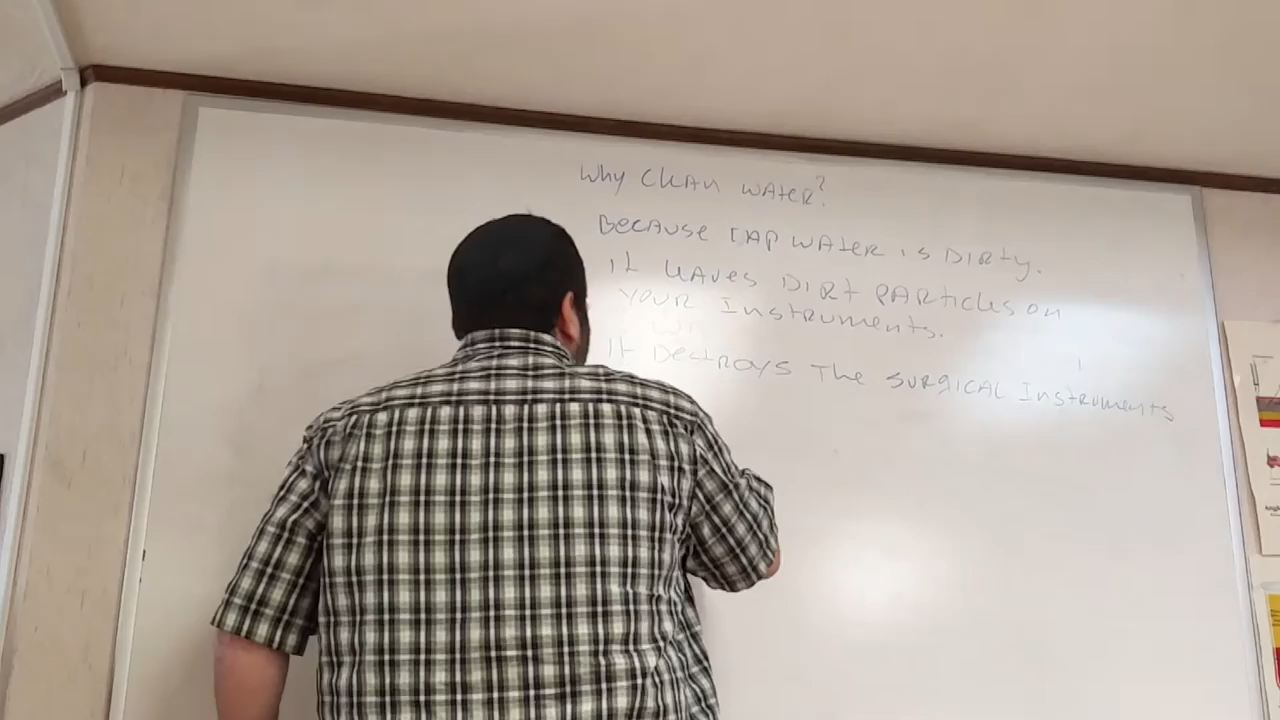 Why Clean Water?
Because Tap Water is Dirty.
it leaves Dirt particles on
your Instruments.
It Destroys The surgical Instruments